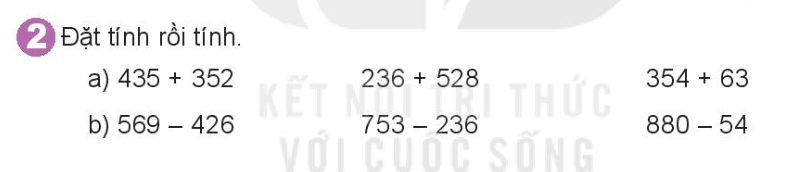 2 Đặt tính rồi tính.
a) 435 + 352 236 + 528 354 + 63
KẾT NỐI TRI THỨC
b) 569 – 426 753 – 236 880 – 54
VỚI CUỘC SỐNG